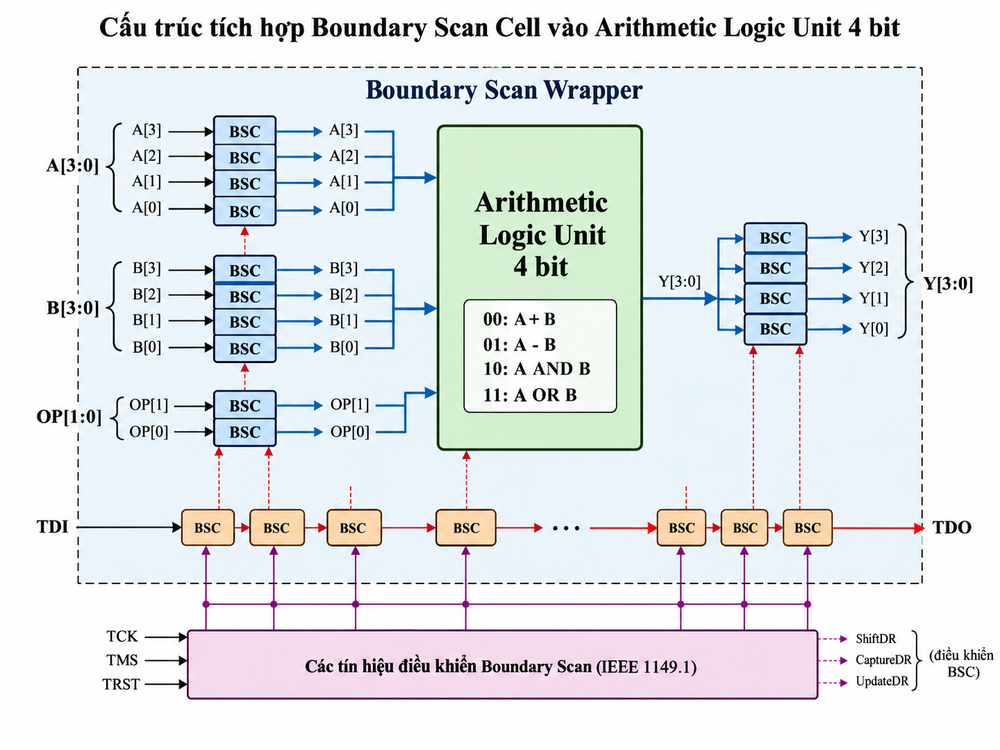 Cấu trúc tích hợp Boundary Scan Cell vào Arithmetic Logic Unit 4 bit
Boundary Scan Wrapper
A[3:0]
A[3]
A[2]
A[1]
A[0]
BSC
BSC
BSC
BSC
A[3]
A[2]
A[1]
A[0]
B[3:0]
B[3]
B[2]
B[1]
B[0]
BSC
BSC
BSC
BSC
B[3]
B[2]
B[1]
B[0]
OP[1:0]
OP[1]
OP[0]
BSC
BSC
OP[1]
OP[0]
Arithmetic
Logic Unit
4 bit
00: A + B
01: A - B
10: A AND B
11: A OR B
Y[3:0]
BSC
BSC
BSC
BSC
Y[3]
Y[2]
Y[1]
Y[0]
Y[3:0]
TDI
BSC
BSC
BSC
BSC
...
BSC
BSC
BSC
TDO
TCK
TMS
TRST
Các tín hiệu điều khiển Boundary Scan (IEEE 1149.1)
ShiftDR
CaptureDR
UpdateDR
(điều khiển
BSC)